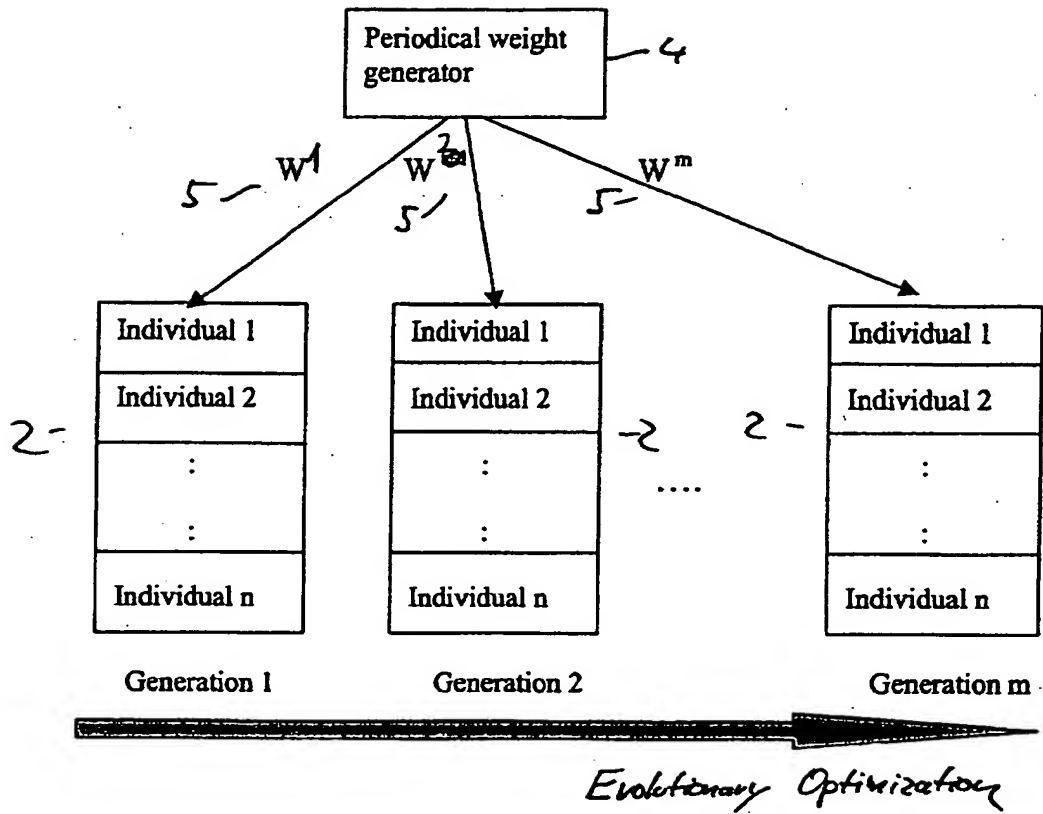 Periodical weight
generator
4
W1
5
W2
5
Wm
5
Individual 1
Individual 2
:
:
Individual n
2
Generation 1
Individual 1
Individual 2
:
:
Individual n
2
Generation 2
....
2
Individual 1
Individual 2
:
:
Individual n
Generation m
Evolutionary Optimization